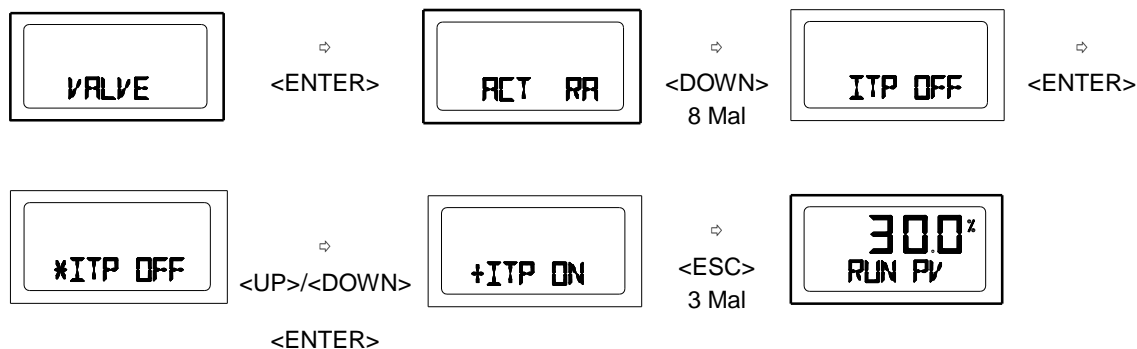 VALVE
⇨
<ENTER>
ACT RA
⇨
<DOWN>
8 Mal
ITP OFF
⇨
<ENTER>
*ITP OFF
⇨
<UP>/<DOWN>
<ENTER>
+ITP ON
⇨
<ESC>
3 Mal
30.0%
RUN PV